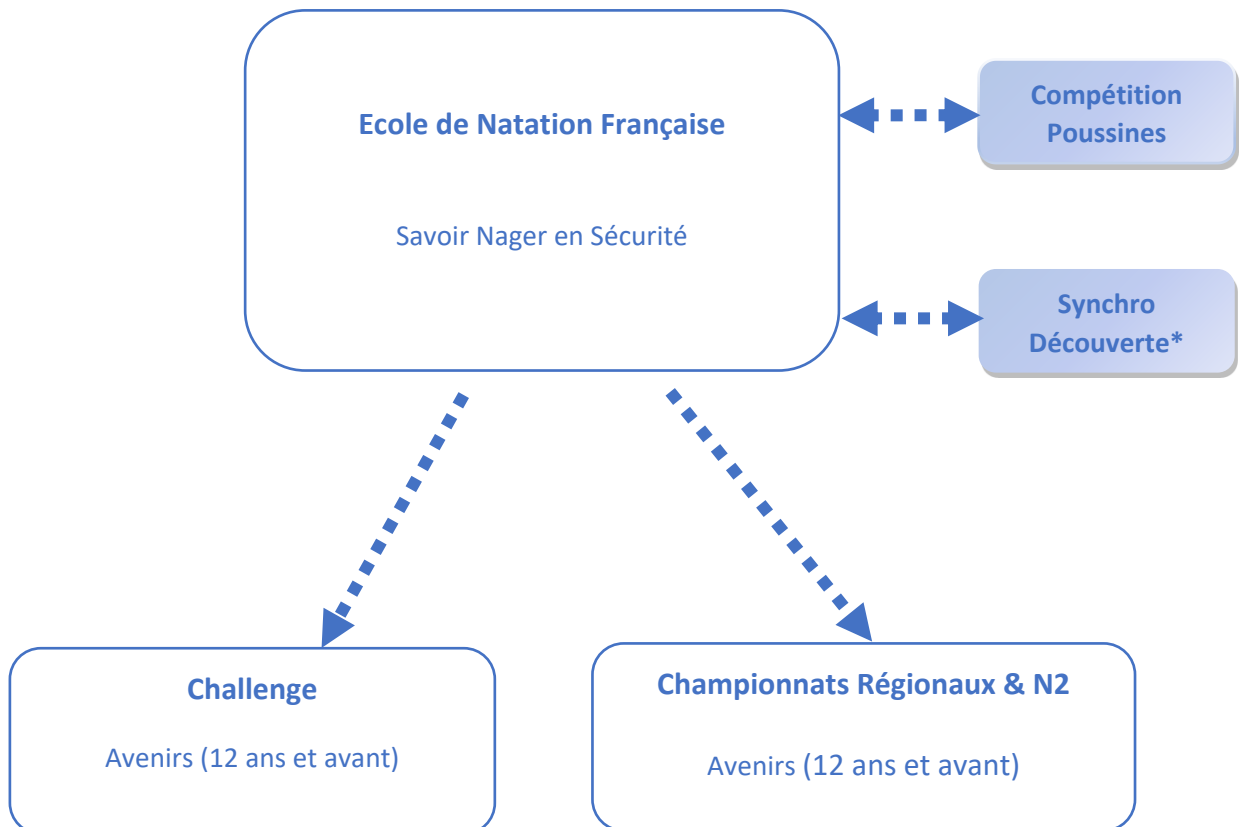 Ecole de Natation Française
Savoir Nager en Sécurité
Compétition
Poussines
Synchro
Découverte*
Challenge
Avenirs (12 ans et avant)
Championnats Régionaux & N2
Avenirs (12 ans et avant)